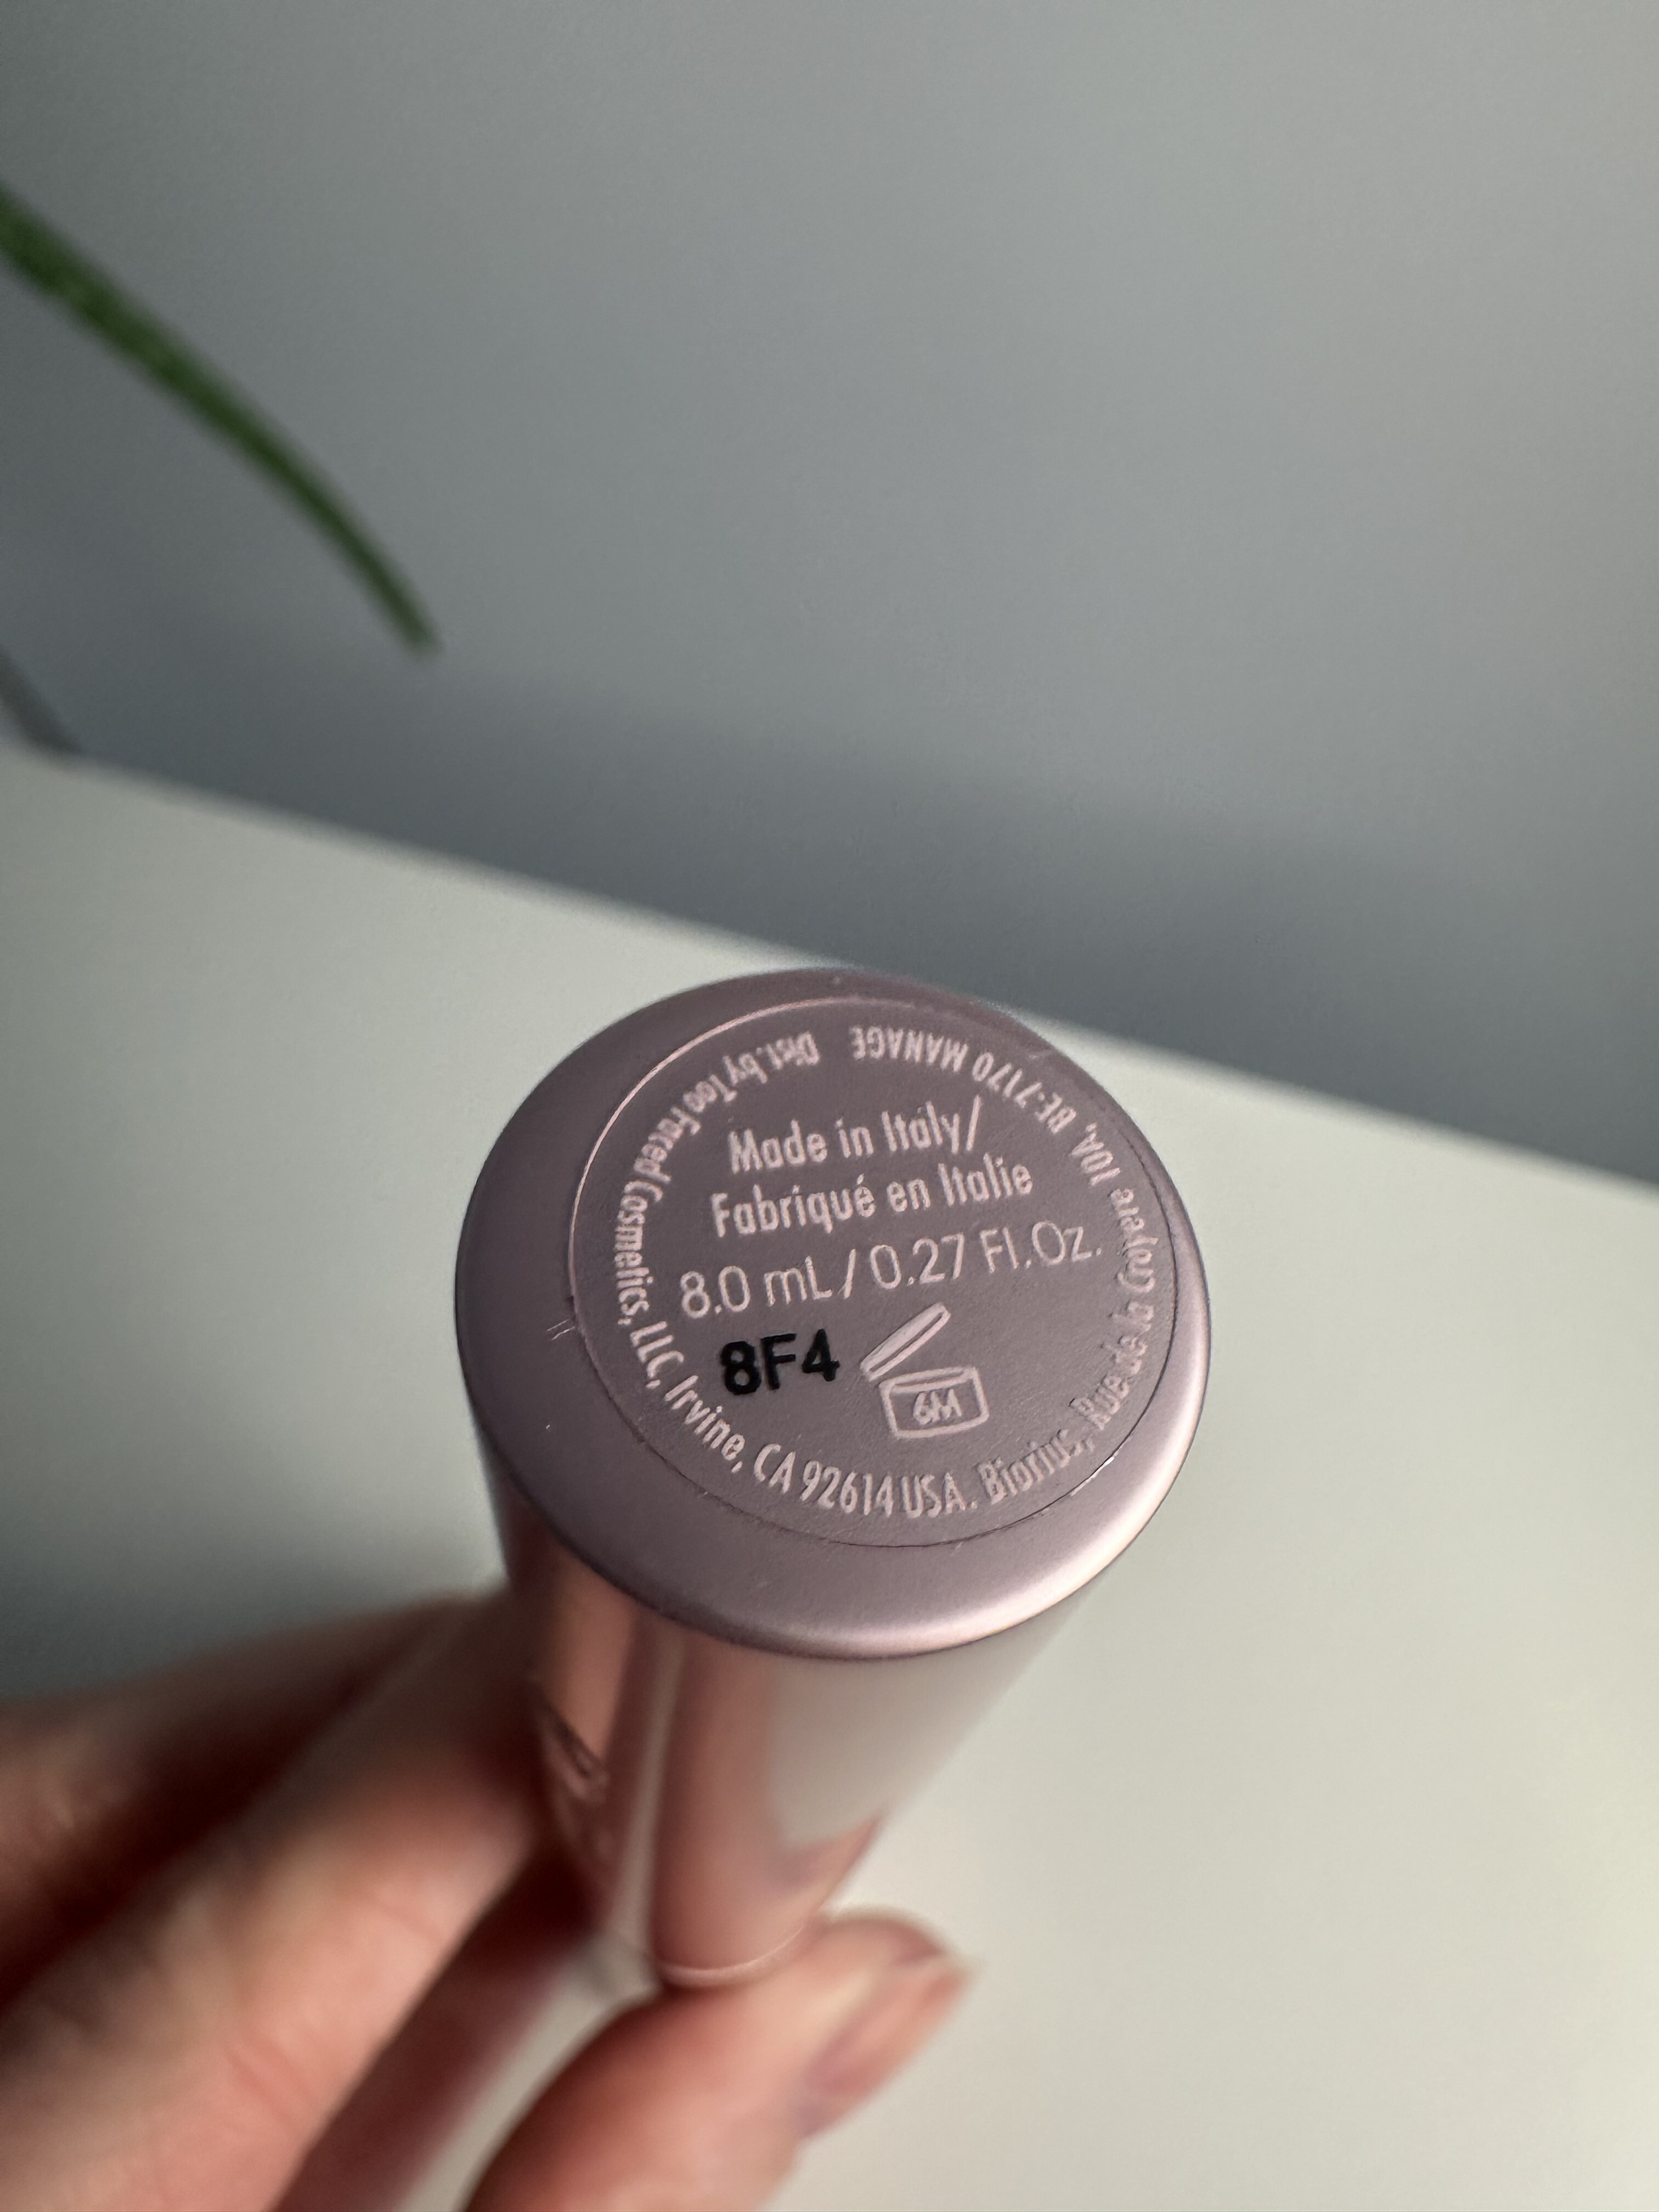 Made in Italy/
Fabriqué en Italie
8.0 mL/0.27 Fl.Oz.
8F4
6M
Dist. by Too Faced Cosmetics, LLC, Irvine, CA 92614 USA. Biorius, Rue de la Croyère 10A, BE-7170 MANAGE